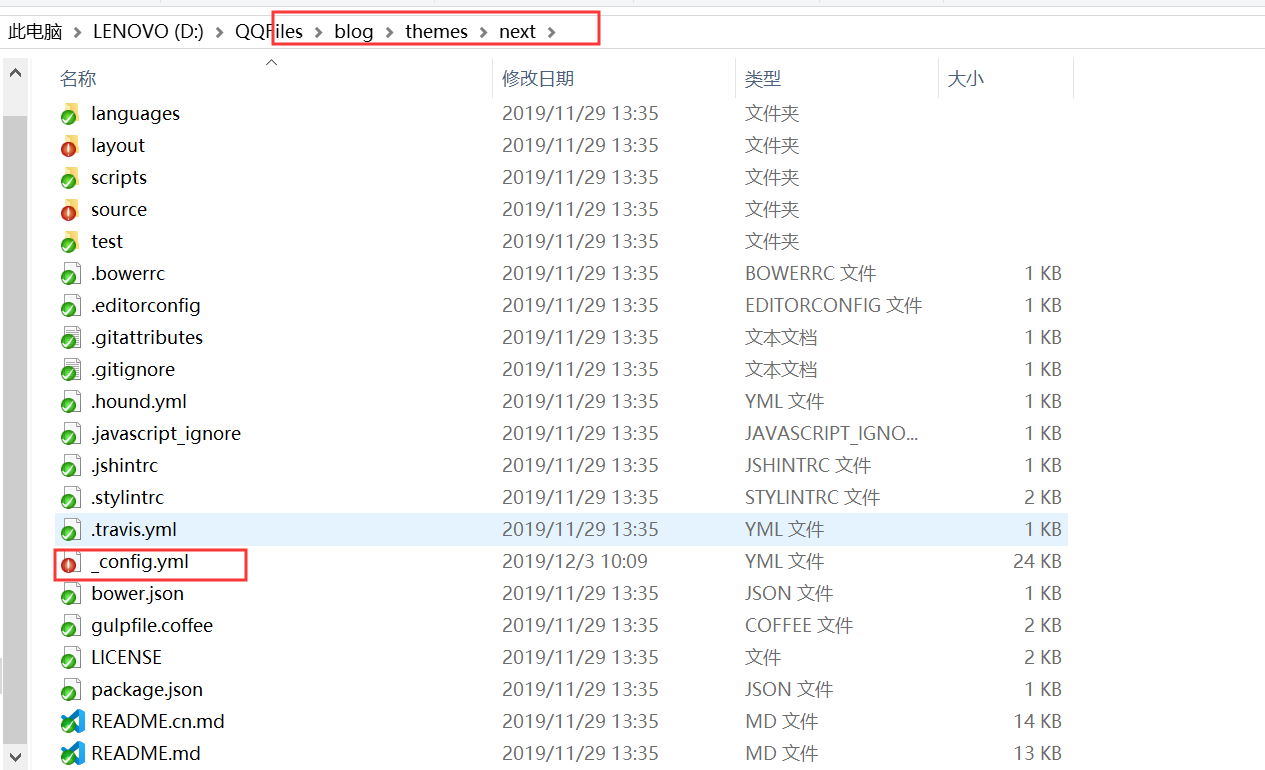 此电脑 > LENOVO (D:) > QQFiles > blog > themes > next >
名称 修改日期 类型 大小
languages 2019/11/29 13:35 文件夹
layout 2019/11/29 13:35 文件夹
scripts 2019/11/29 13:35 文件夹
source 2019/11/29 13:35 文件夹
test 2019/11/29 13:35 文件夹
.bowerrc 2019/11/29 13:35 BOWERRC 文件 1 KB
.editorconfig 2019/11/29 13:35 EDITORCONFIG 文件 1 KB
.gitattributes 2019/11/29 13:35 文本文档 1 KB
.gitignore 2019/11/29 13:35 文本文档 1 KB
.hound.yml 2019/11/29 13:35 YML 文件 1 KB
.javascript_ignore 2019/11/29 13:35 JAVASCRIPT_IGNO... 1 KB
.jshintrc 2019/11/29 13:35 JSHINTRC 文件 1 KB
.stylintrc 2019/11/29 13:35 STYLINTRC 文件 2 KB
.travis.yml 2019/11/29 13:35 YML 文件 1 KB
_config.yml 2019/12/3 10:09 YML 文件 24 KB
bower.json 2019/11/29 13:35 JSON 文件 1 KB
gulpfile.coffee 2019/11/29 13:35 COFFEE 文件 2 KB
LICENSE 2019/11/29 13:35 文件 2 KB
package.json 2019/11/29 13:35 JSON 文件 1 KB
README.cn.md 2019/11/29 13:35 MD 文件 14 KB
README.md 2019/11/29 13:35 MD 文件 13 KB